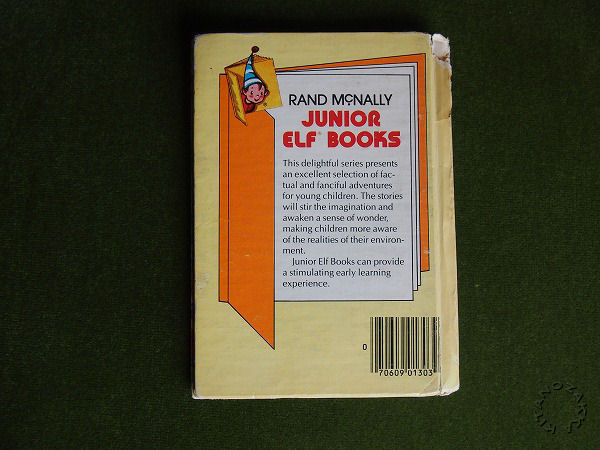 RAND McNALLY
JUNIOR
ELF® BOOKS
This delightful series presents
an excellent selection of fac-
tual and fanciful adventures
for young children. The stories
will stir the imagination and
awaken a sense of wonder,
making children more aware
of the realities of their environ-
ment.
Junior Elf Books can provide
a stimulating early learning
experience.
0
70609 01303
KITANO ZAKKA